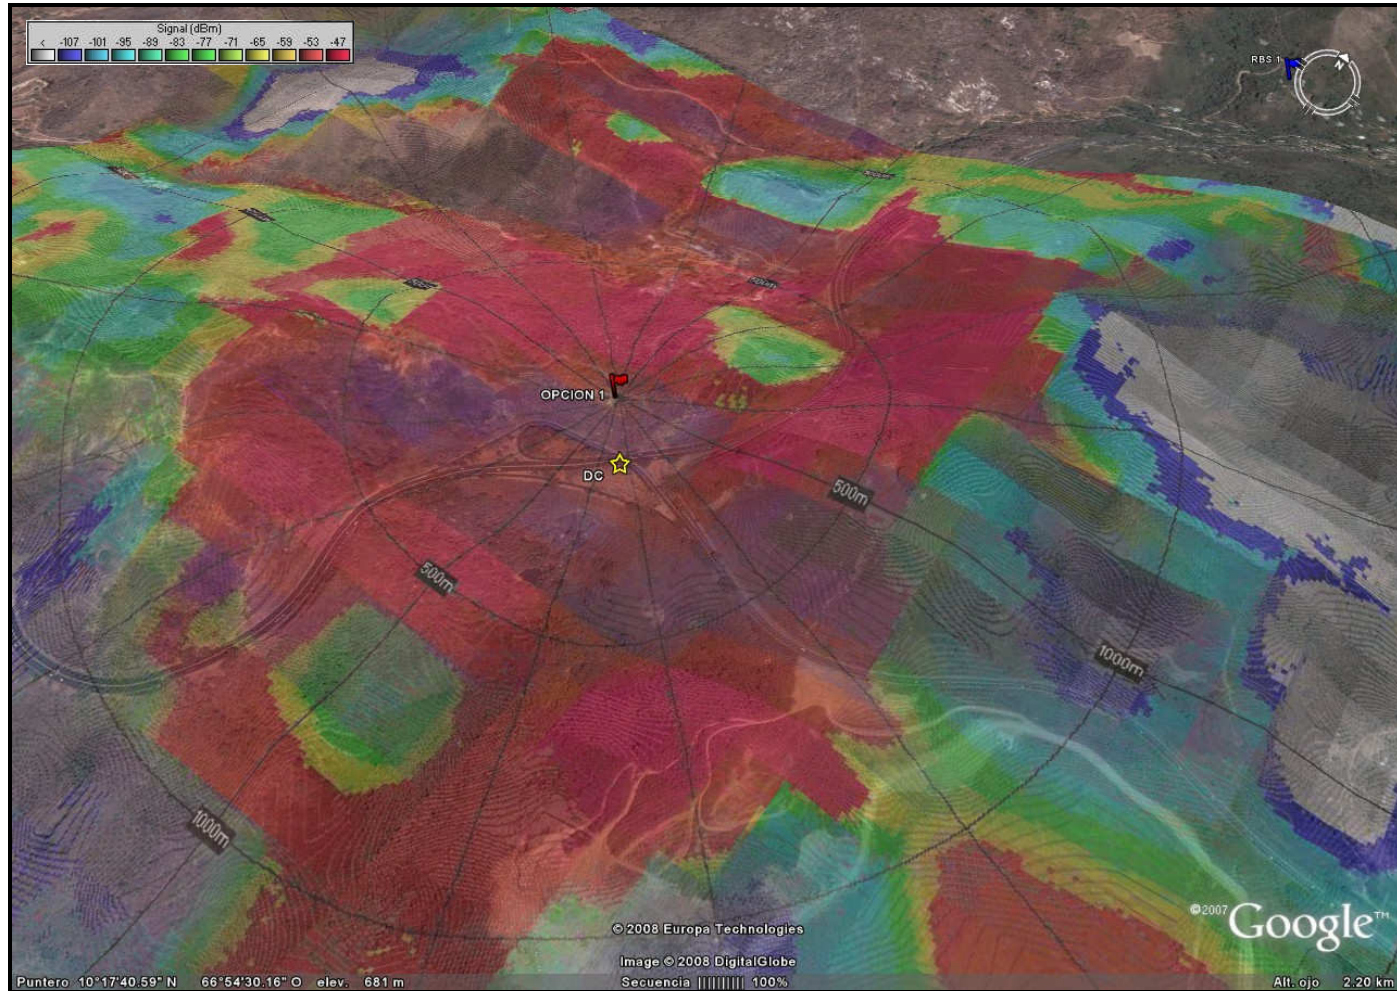 Signal (dBm)
< -107 -101 -95 -89 -83 -77 -71 -65 -59 -53 -47
RBS 1
N
OPCION 1
DC
500m
500m
1000m
1000m
©2007 Google™
© 2008 Europa Technologies
Image © 2008 DigitalGlobe
Puntero 10°17'40.59" N 66°54'30.16" O elev. 681 m Secuencia |||||||||| 100% Alt. ojo 2.20 km